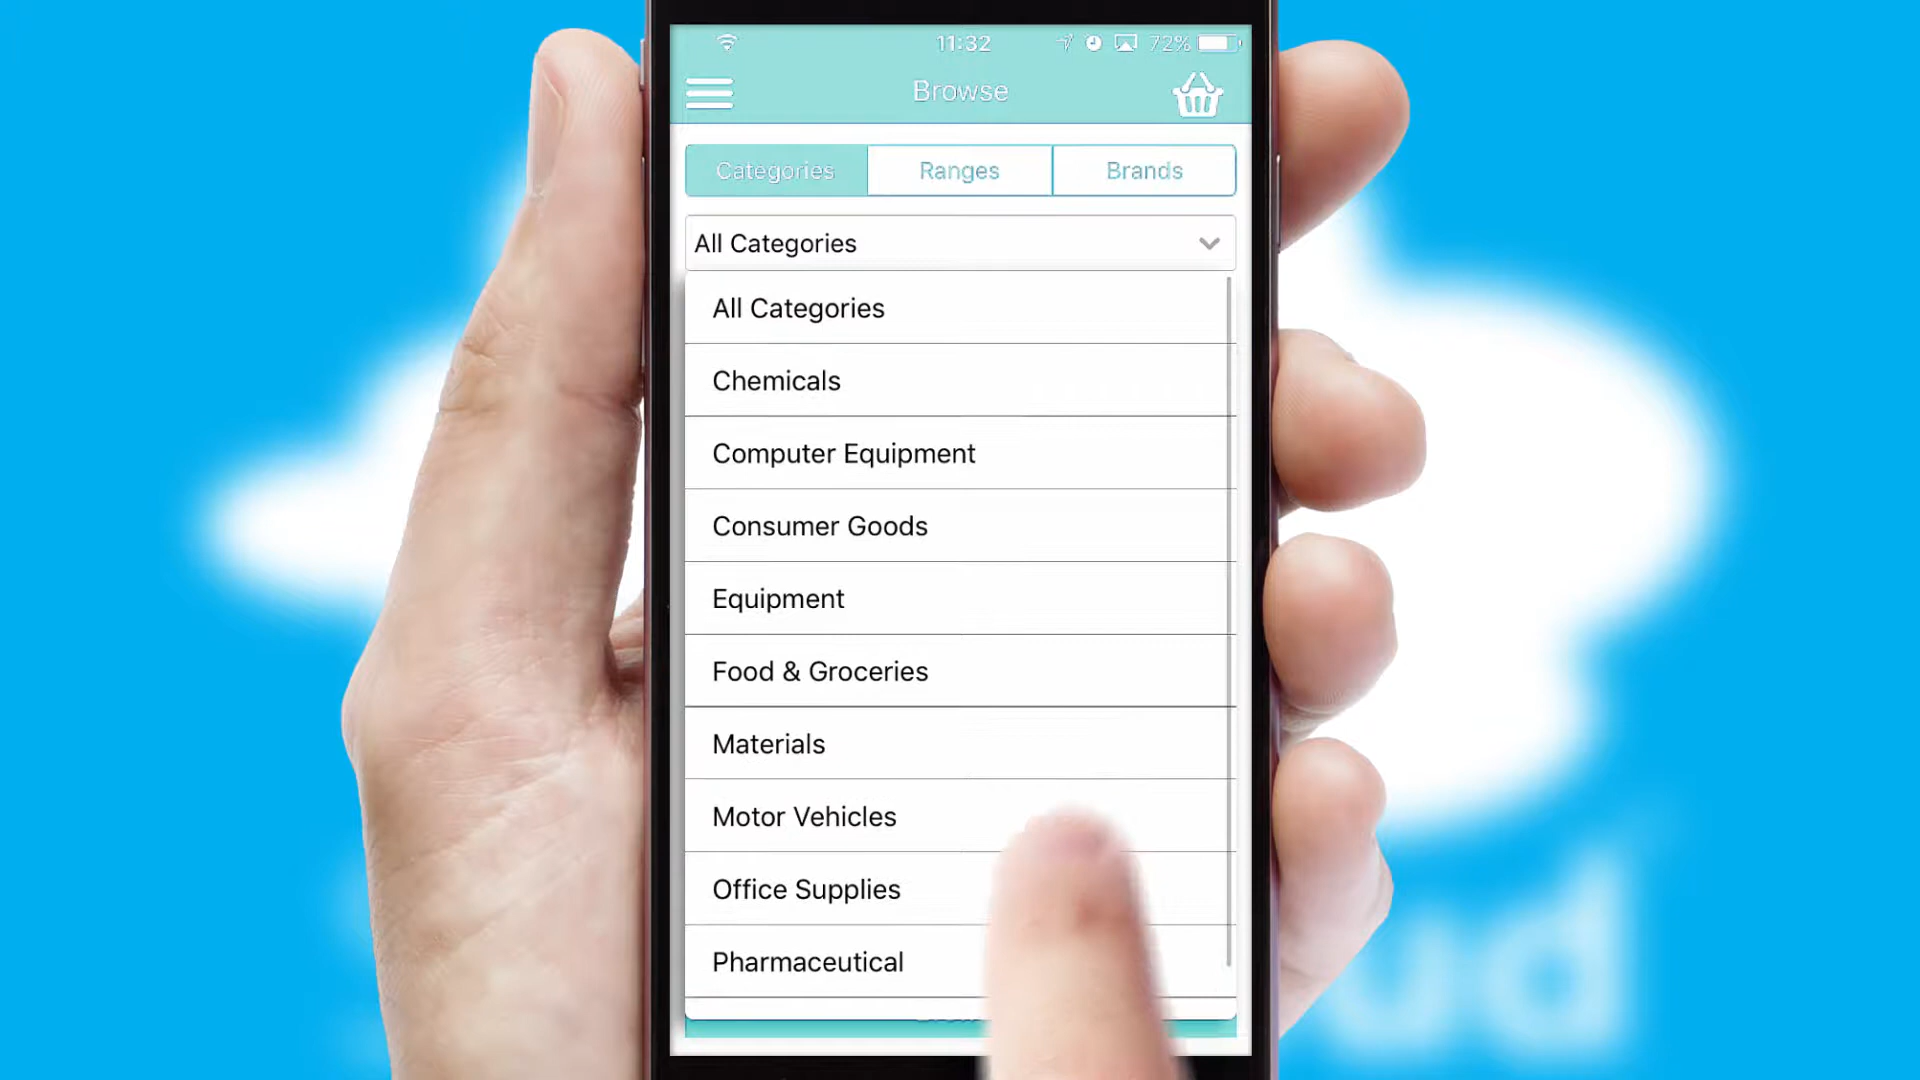 11:32
72%
Browse
Categories
Ranges
Brands
All Categories
All Categories
Chemicals
Computer Equipment
Consumer Goods
Equipment
Food & Groceries
Materials
Motor Vehicles
Office Supplies
Pharmaceutical